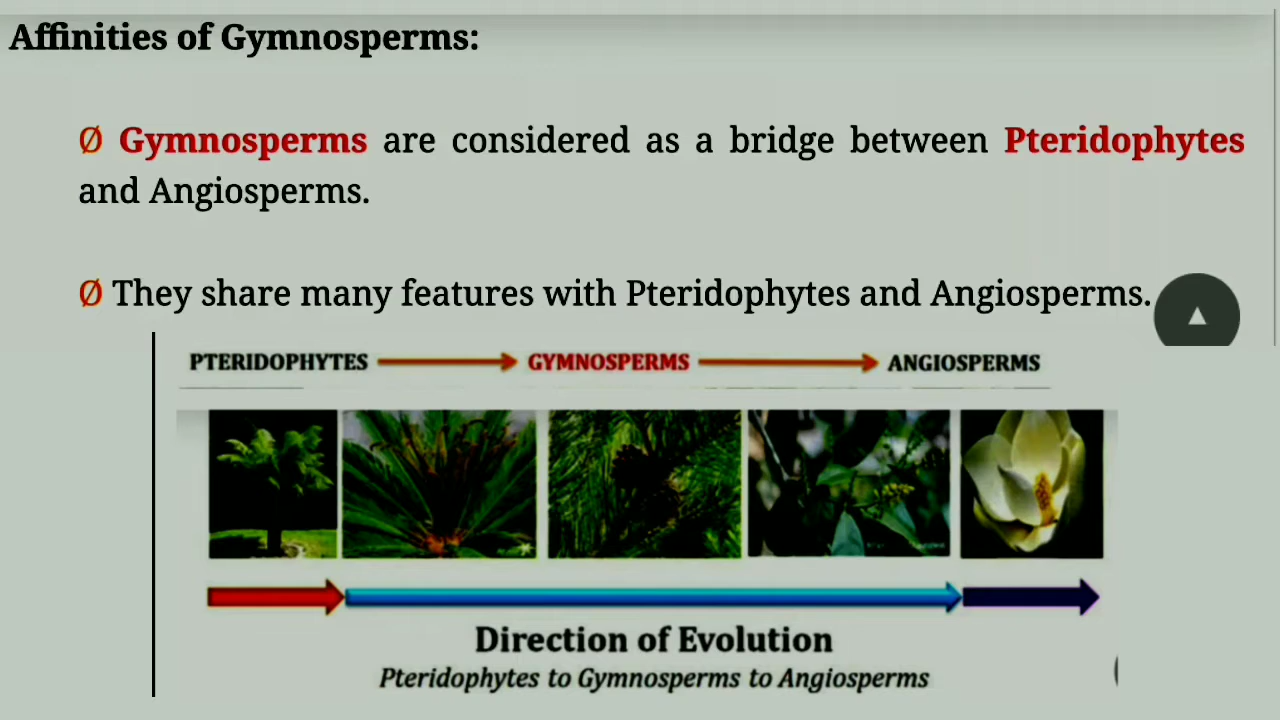 Affinities of Gymnosperms:
Ø Gymnosperms are considered as a bridge between Pteridophytes
and Angiosperms.
Ø They share many features with Pteridophytes and Angiosperms.
PTERIDOPHYTES GYMNOSPERMS ANGIOSPERMS
Direction of Evolution
Pteridophytes to Gymnosperms to Angiosperms